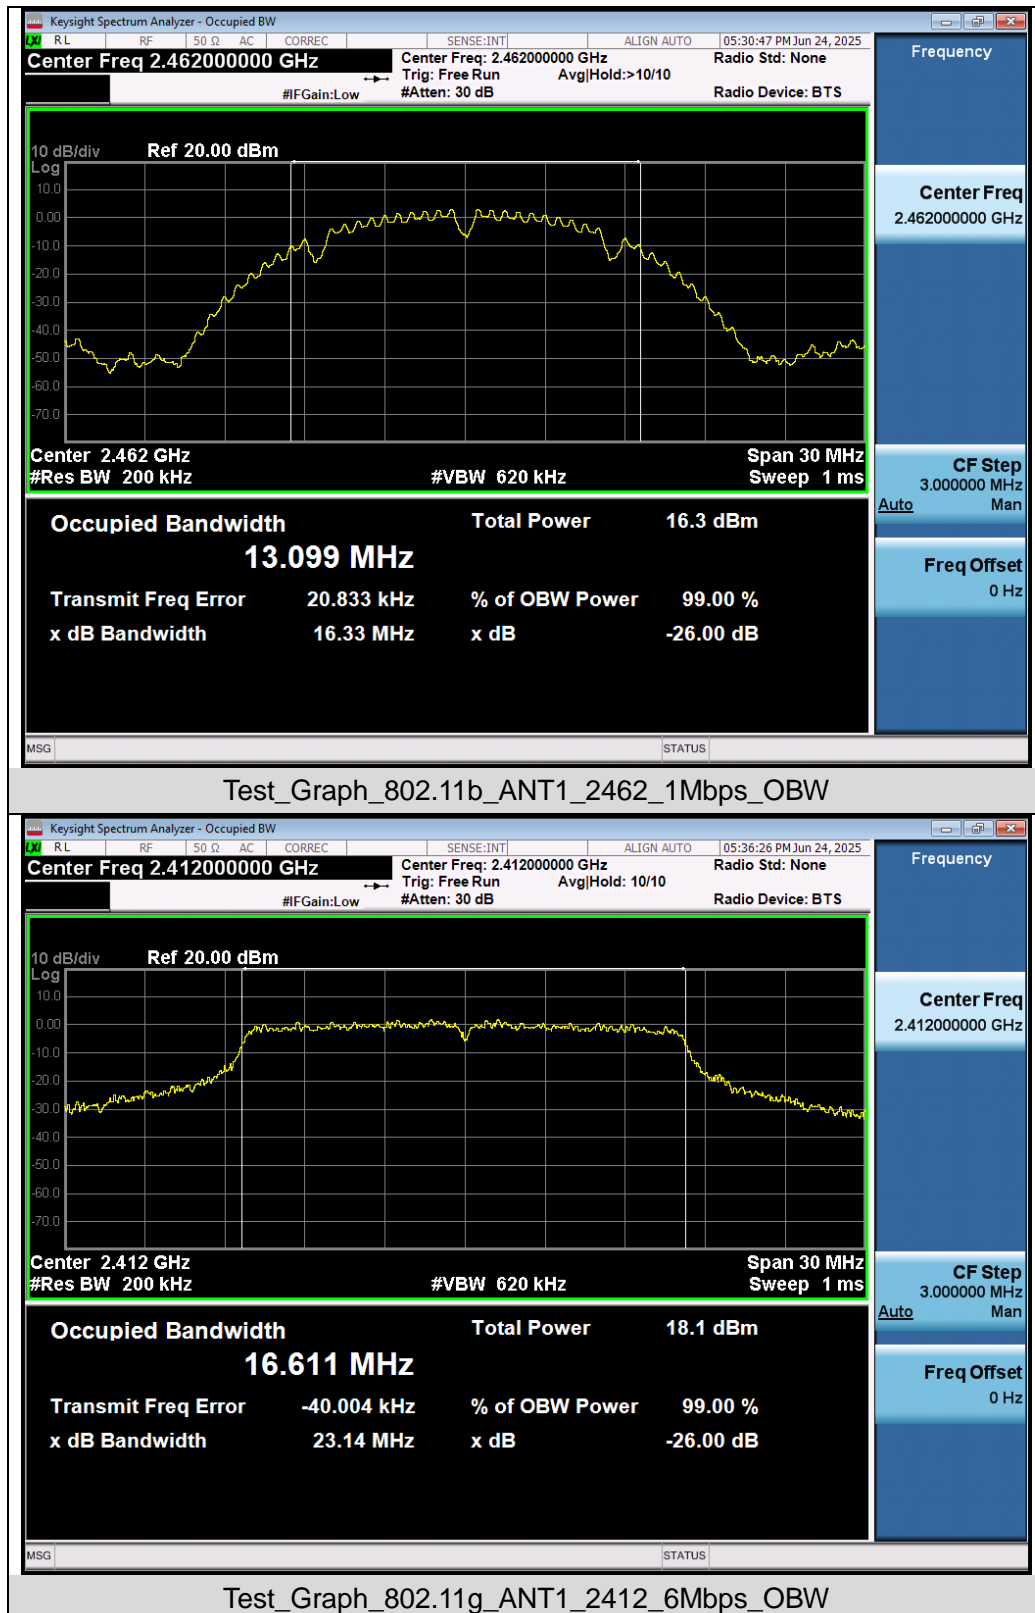 Keysight Spectrum Analyzer - Occupied BW
LXI RL RF 50 Ω AC CORREC SENSE:INT ALIGN AUTO 05:30:47 PM Jun 24, 2025
Center Freq 2.462000000 GHz
Center Freq: 2.462000000 GHz
Radio Std: None
Trig: Free Run Avg|Hold:>10/10
#IFGain:Low
#Atten: 30 dB
Radio Device: BTS
Frequency
10 dB/div Ref 20.00 dBm
Log
10.0
0.00
-10.0
-20.0
-30.0
-40.0
-50.0
-60.0
-70.0
Center 2.462 GHz Span 30 MHz
#Res BW 200 kHz #VBW 620 kHz Sweep 1 ms
Center Freq
2.462000000 GHz
CF Step
3.000000 MHz
Auto Man
Freq Offset
0 Hz
Occupied Bandwidth Total Power 16.3 dBm
13.099 MHz
Transmit Freq Error 20.833 kHz % of OBW Power 99.00 %
x dB Bandwidth 16.33 MHz x dB -26.00 dB
MSG STATUS
Test_Graph_802.11b_ANT1_2462_1Mbps_OBW
Keysight Spectrum Analyzer - Occupied BW
LXI RL RF 50 Ω AC CORREC SENSE:INT ALIGN AUTO 05:36:26 PM Jun 24, 2025
Center Freq 2.412000000 GHz
Center Freq: 2.412000000 GHz
Radio Std: None
Trig: Free Run Avg|Hold: 10/10
#IFGain:Low
#Atten: 30 dB
Radio Device: BTS
Frequency
10 dB/div Ref 20.00 dBm
Log
10.0
0.00
-10.0
-20.0
-30.0
-40.0
-50.0
-60.0
-70.0
Center 2.412 GHz Span 30 MHz
#Res BW 200 kHz #VBW 620 kHz Sweep 1 ms
Center Freq
2.412000000 GHz
CF Step
3.000000 MHz
Auto Man
Freq Offset
0 Hz
Occupied Bandwidth Total Power 18.1 dBm
16.611 MHz
Transmit Freq Error -40.004 kHz % of OBW Power 99.00 %
x dB Bandwidth 23.14 MHz x dB -26.00 dB
MSG STATUS
Test_Graph_802.11g_ANT1_2412_6Mbps_OBW